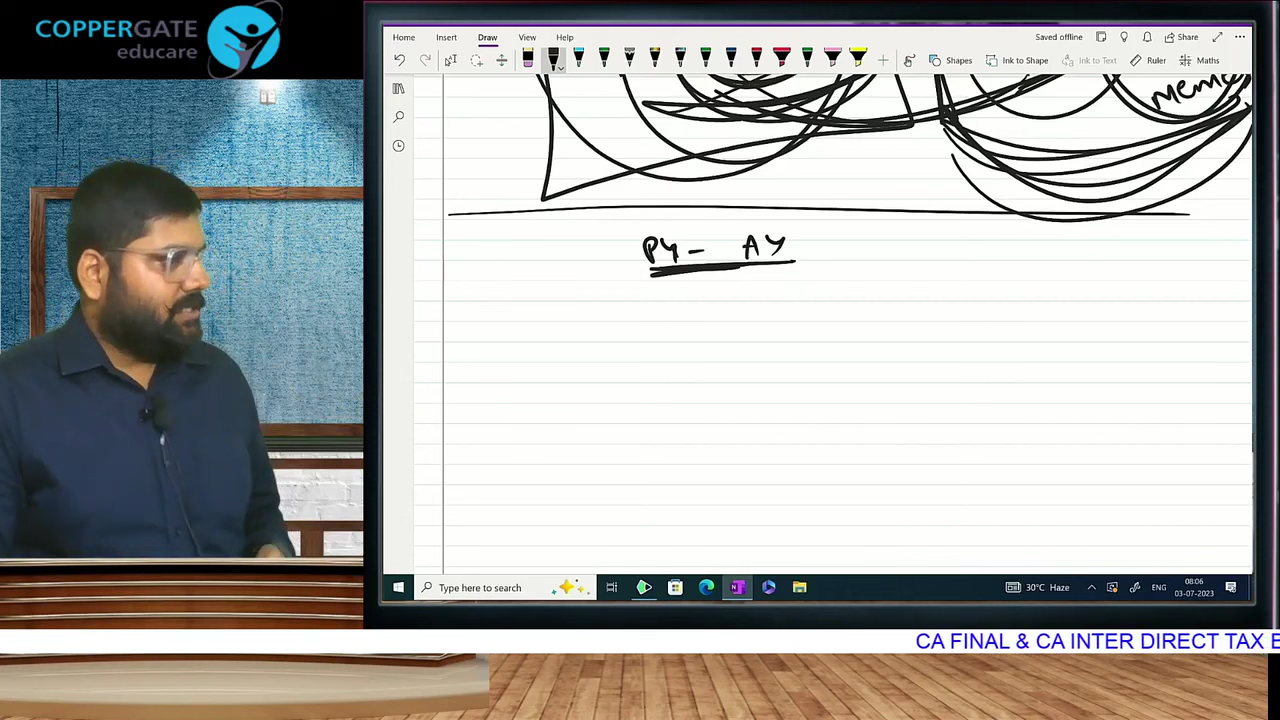 COPPERGATE
educare
Home Insert Draw View Help
Saved offline
Share
Shapes
Ink to Shape
Ink to Text
Ruler
Maths
PY - AY
Type here to search
30°C Haze
ENG
08:06
03-07-2023
CA FINAL & CA INTER DIRECT TAX